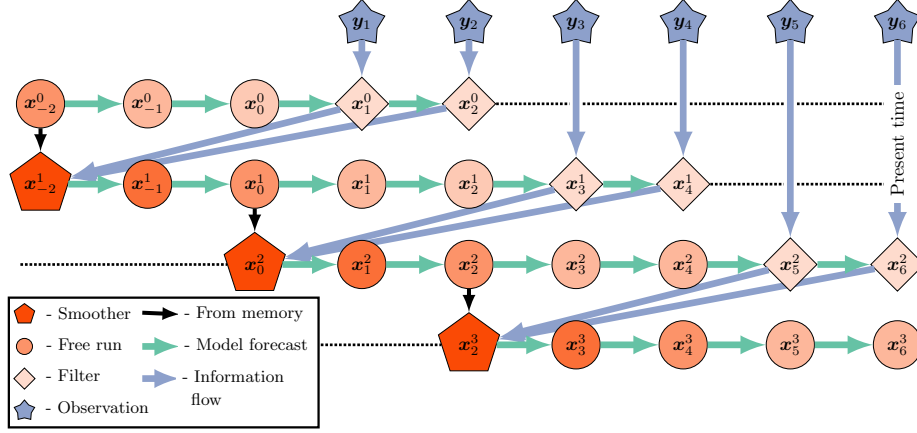 y₁ y₂ y₃ y₄ y₅ y₆
x⁰₋₂ x⁰₋₁ x⁰₀ x⁰₁ x⁰₂
x¹₋₂ x¹₋₁ x¹₀ x¹₁ x¹₂ x¹₃ x¹₄
Present time
x²₀ x²₁ x²₂ x²₃ x²₄ x²₅ x²₆
x³₂ x³₃ x³₄ x³₅ x³₆
- Smoother - From memory
- Free run - Model forecast
- Filter - Information
flow
- Observation